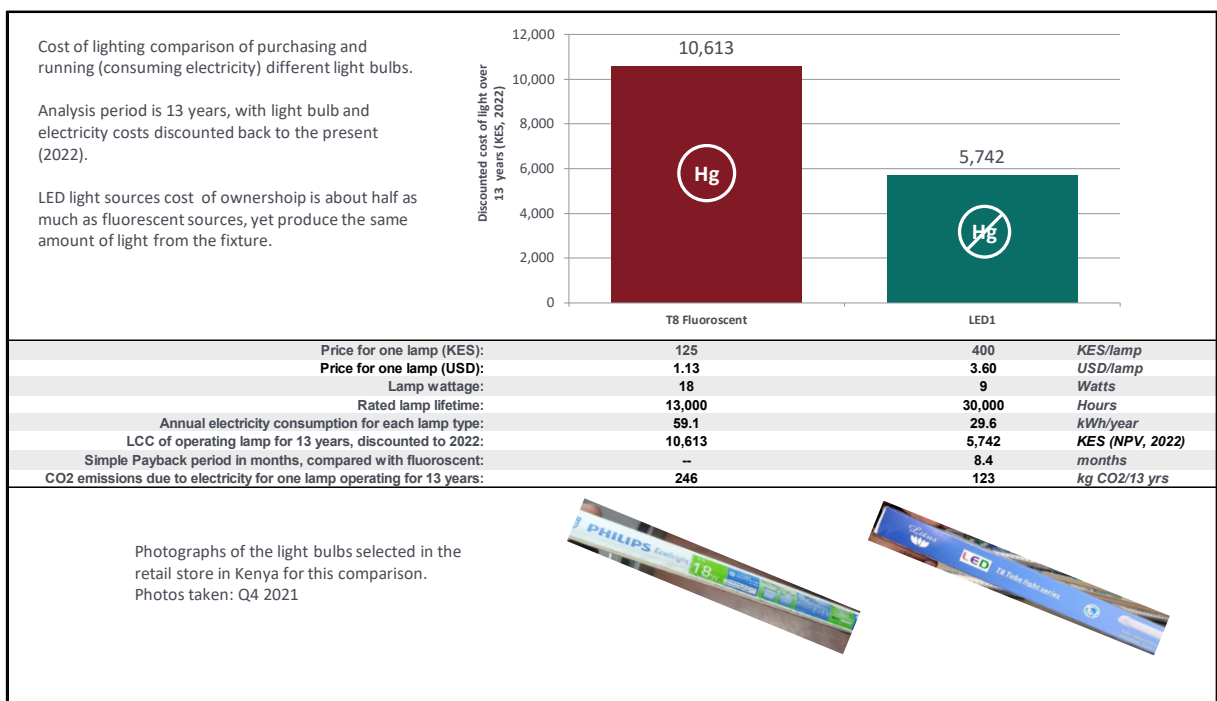 Cost of lighting comparison of purchasing and
running (consuming electricity) different light bulbs.
Analysis period is 13 years, with light bulb and
electricity costs discounted back to the present
(2022).
LED light sources cost of ownershoip is about half as
much as fluorescent sources, yet produce the same
amount of light from the fixture.
Discounted cost of light over
13 years (KES, 2022)
12,000
10,000
8,000
6,000
4,000
2,000
0
10,613
Hg
5,742
Hg
T8 Fluoroscent
LED1
Price for one lamp (KES): 125 400 KES/lamp
Price for one lamp (USD): 1.13 3.60 USD/lamp
Lamp wattage: 18 9 Watts
Rated lamp lifetime: 13,000 30,000 Hours
Annual electricity consumption for each lamp type: 59.1 29.6 kWh/year
LCC of operating lamp for 13 years, discounted to 2022: 10,613 5,742 KES (NPV, 2022)
Simple Payback period in months, compared with fluoroscent: -- 8.4 months
CO2 emissions due to electricity for one lamp operating for 13 years: 246 123 kg CO2/13 yrs
Photographs of the light bulbs selected in the
retail store in Kenya for this comparison.
Photos taken: Q4 2021
PHILIPS EcoBright 18W
Lotus
LED T8 Tube light series